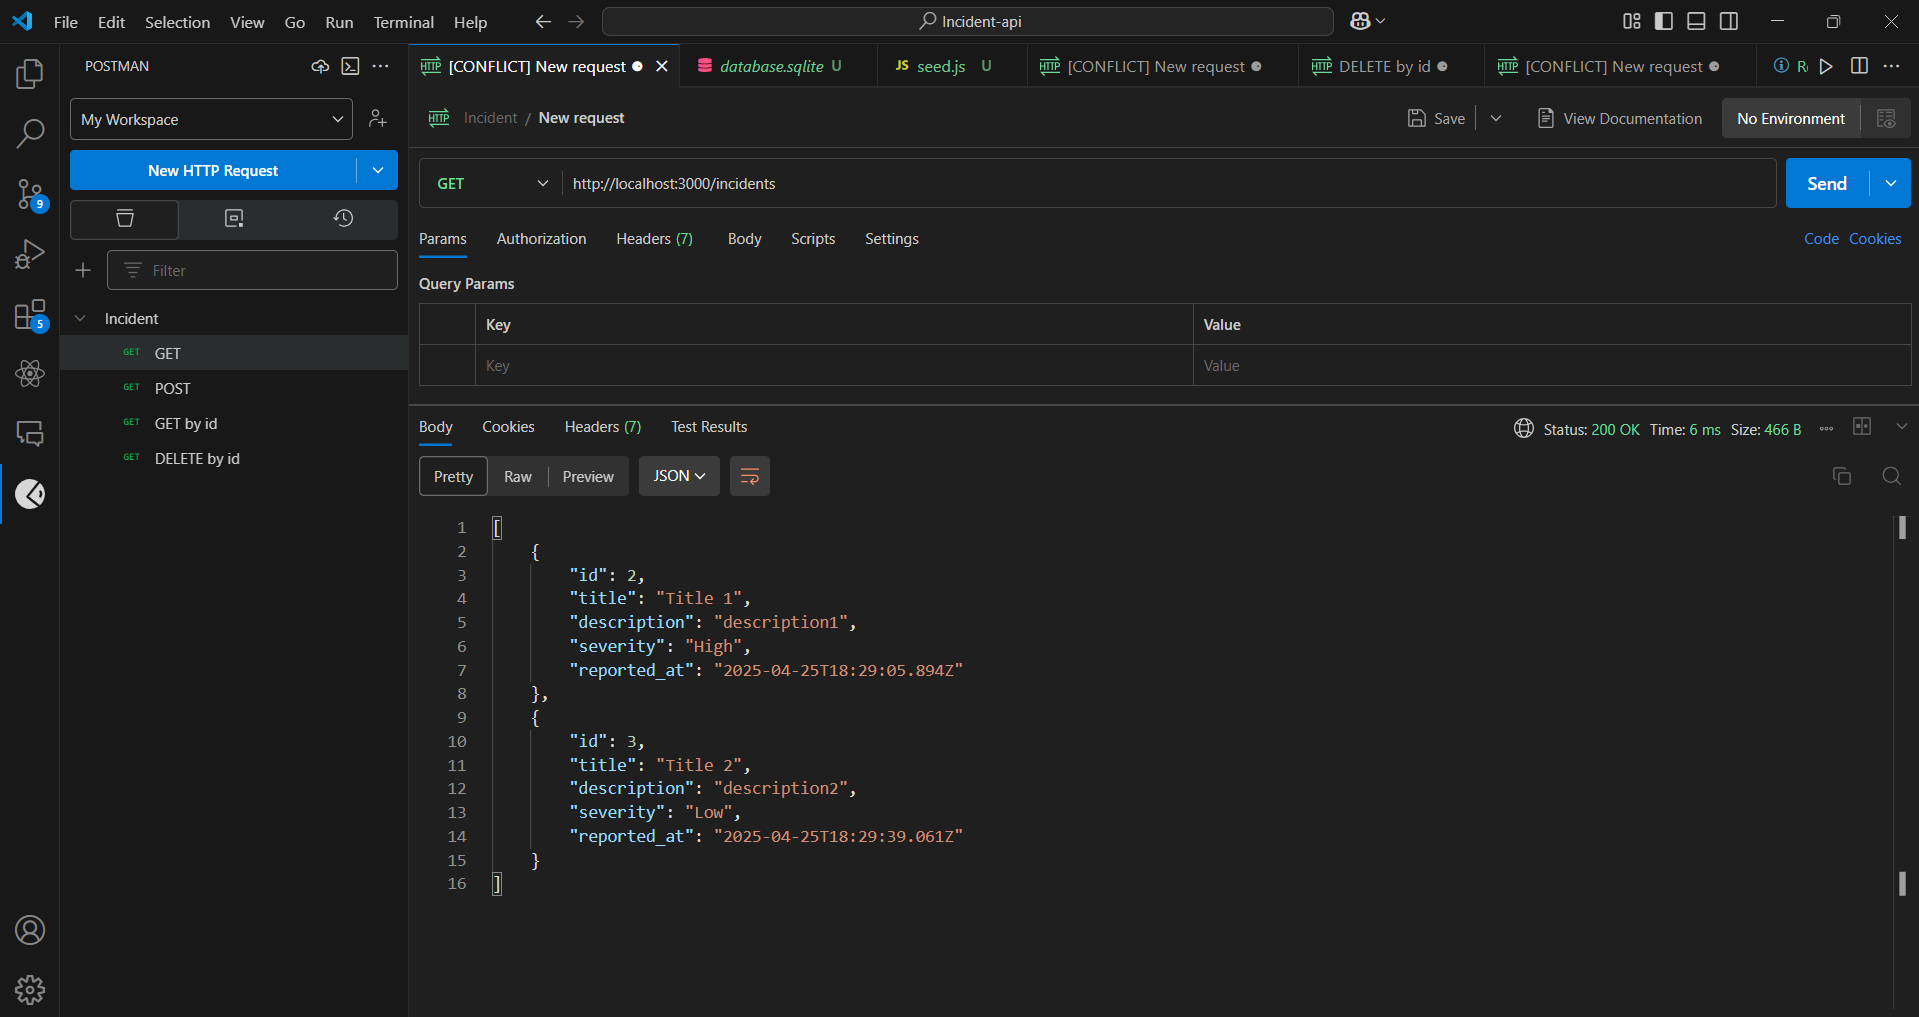 File Edit Selection View Go Run Terminal Help
Incident-api
POSTMAN
[CONFLICT] New request
database.sqlite U
JS seed.js U
HTTP [CONFLICT] New request
HTTP DELETE by id
HTTP [CONFLICT] New request
My Workspace
HTTP Incident / New request
Save
View Documentation
No Environment
New HTTP Request
GET http://localhost:3000/incidents
Send
9
Filter
Params Authorization Headers (7) Body Scripts Settings
Code Cookies
Query Params
Key Value
Key Value
5
Incident
GET GET
GET POST
GET GET by id
GET DELETE by id
Body Cookies Headers (7) Test Results
Status: 200 OK Time: 6 ms Size: 466 B
Pretty Raw Preview JSON
1 [
2 {
3 "id": 2,
4 "title": "Title 1",
5 "description": "description1",
6 "severity": "High",
7 "reported_at": "2025-04-25T18:29:05.894Z"
8 },
9 {
10 "id": 3,
11 "title": "Title 2",
12 "description": "description2",
13 "severity": "Low",
14 "reported_at": "2025-04-25T18:29:39.061Z"
15 }
16 ]